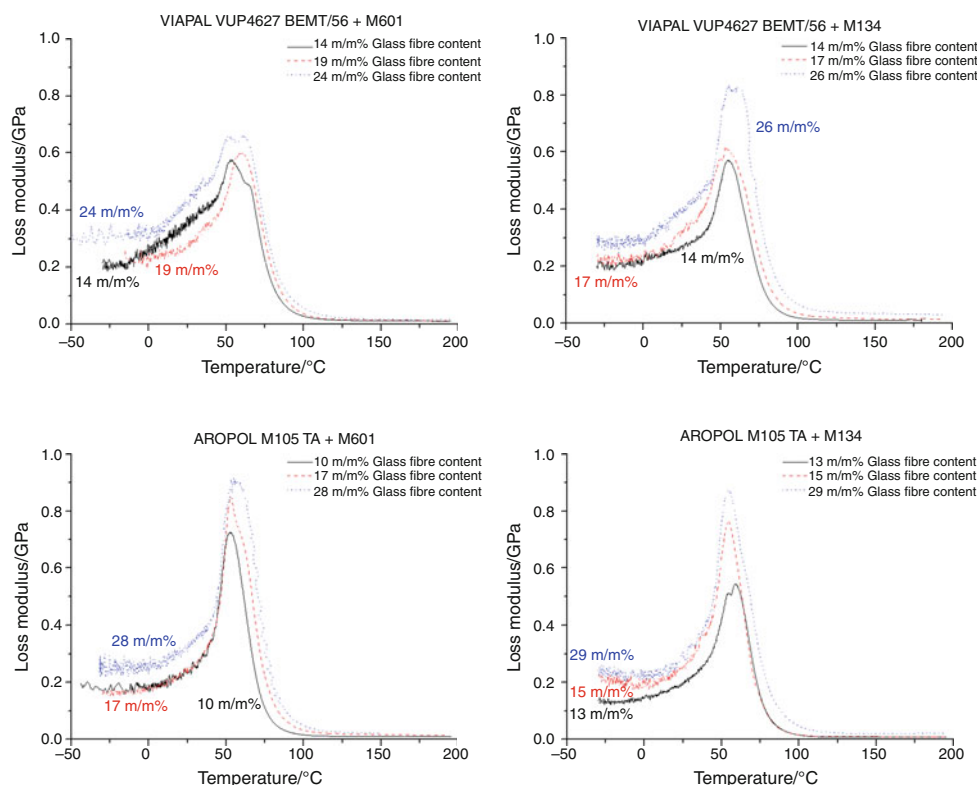 VIAPAL VUP4627 BEMT/56 + M601
14 m/m% Glass fibre content
19 m/m% Glass fibre content
24 m/m% Glass fibre content
1.0
0.8
0.6
0.4
0.2
0.0
Loss modulus/GPa
24 m/m%
14 m/m%
19 m/m%
–50
0
50
100
150
200
Temperature/°C
VIAPAL VUP4627 BEMT/56 + M134
14 m/m% Glass fibre content
17 m/m% Glass fibre content
26 m/m% Glass fibre content
1.0
0.8
0.6
0.4
0.2
0.0
Loss modulus/GPa
26 m/m%
14 m/m%
17 m/m%
–50
0
50
100
150
200
Temperature/°C
AROPOL M105 TA + M601
10 m/m% Glass fibre content
17 m/m% Glass fibre content
28 m/m% Glass fibre content
1.0
0.8
0.6
0.4
0.2
0.0
Loss modulus/GPa
28 m/m%
17 m/m%
10 m/m%
–50
0
50
100
150
200
Temperature/°C
AROPOL M105 TA + M134
13 m/m% Glass fibre content
15 m/m% Glass fibre content
29 m/m% Glass fibre content
1.0
0.8
0.6
0.4
0.2
0.0
Loss modulus/GPa
29 m/m%
15 m/m%
13 m/m%
–50
0
50
100
150
200
Temperature/°C